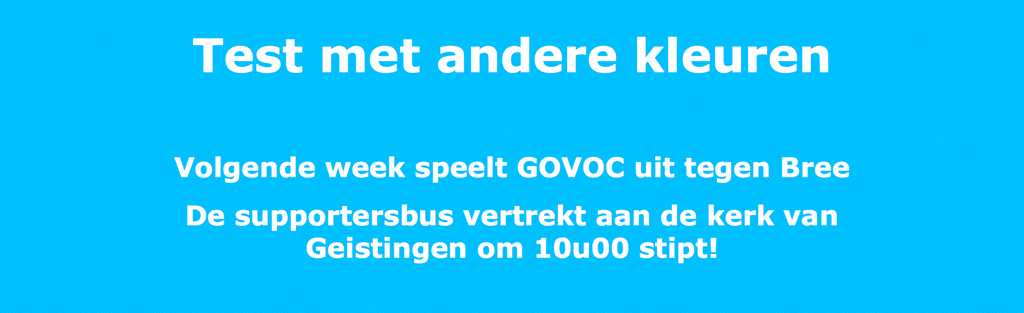 Test met andere kleuren
Volgende week speelt GOVOC uit tegen Bree
De supportersbus vertrekt aan de kerk van
Geistingen om 10u00 stipt!